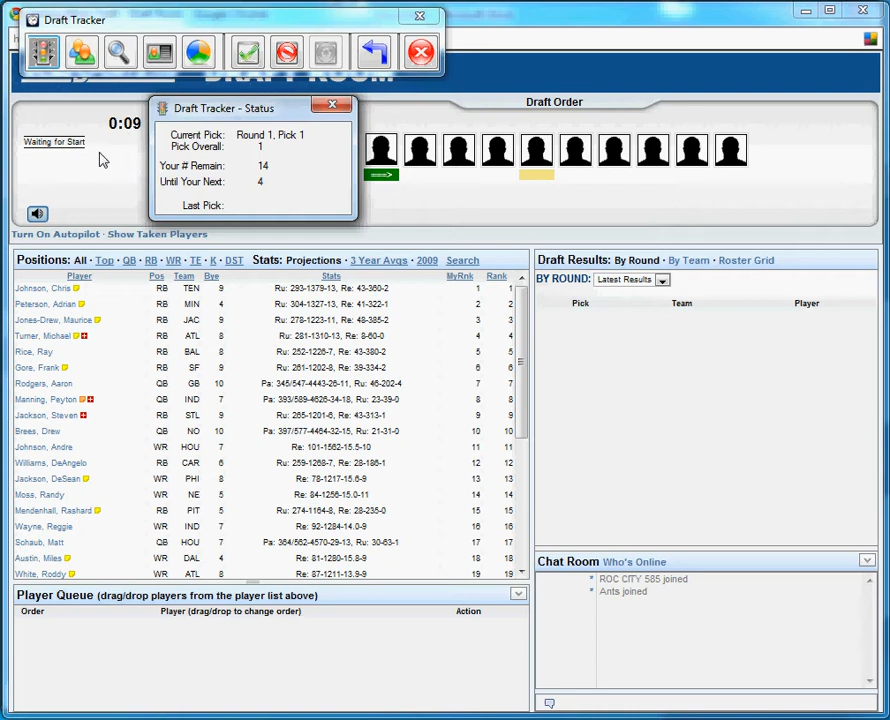 Draft Tracker
DRAFT ROOM
Draft Order
0:09
Waiting for Start
Draft Tracker - Status
Current Pick: Round 1, Pick 1
Pick Overall: 1
Your # Remain: 14
Until Your Next: 4
Last Pick:
===>
Turn On Autopilot · Show Taken Players
Positions: All · Top · QB · RB · WR · TE · K · DST Stats: Projections · 3 Year Avgs · 2009 Search
Player Pos Team Bye Stats MyRnk Rank
Johnson, Chris RB TEN 9 Ru: 293-1379-13, Re: 43-360-2 1 1
Peterson, Adrian RB MIN 4 Ru: 304-1327-13, Re: 41-322-1 2 2
Jones-Drew, Maurice RB JAC 9 Ru: 278-1223-11, Re: 48-385-2 3 3
Turner, Michael RB ATL 8 Ru: 281-1310-13, Re: 8-60-0 4 4
Rice, Ray RB BAL 8 Ru: 252-1226-7, Re: 43-380-2 5 5
Gore, Frank RB SF 9 Ru: 261-1202-8, Re: 39-334-2 6 6
Rodgers, Aaron QB GB 10 Pa: 345/547-4443-26-11, Ru: 46-202-4 7 7
Manning, Peyton QB IND 7 Pa: 393/589-4626-34-18, Ru: 23-39-0 8 8
Jackson, Steven RB STL 9 Ru: 265-1201-6, Re: 43-313-1 9 9
Brees, Drew QB NO 10 Pa: 397/577-4464-32-15, Ru: 21-31-0 10 10
Johnson, Andre WR HOU 7 Re: 101-1562-15.5-10 11 11
Williams, DeAngelo RB CAR 6 Ru: 259-1268-7, Re: 28-186-1 12 12
Jackson, DeSean WR PHI 8 Re: 78-1217-15.6-9 13 13
Moss, Randy WR NE 5 Re: 84-1256-15.0-11 14 14
Mendenhall, Rashard RB PIT 5 Ru: 274-1164-8, Re: 28-235-0 15 15
Wayne, Reggie WR IND 7 Re: 92-1284-14.0-9 16 16
Schaub, Matt QB HOU 7 Pa: 364/562-4570-29-13, Ru: 30-63-1 17 17
Austin, Miles WR DAL 4 Re: 81-1280-15.8-9 18 18
White, Roddy WR ATL 8 Re: 87-1211-13.9-9 19 19
Draft Results: By Round · By Team · Roster Grid
BY ROUND: Latest Results
Pick Team Player
Chat Room Who's Online
* ROC CITY 585 joined
* Ants joined
Player Queue (drag/drop players from the player list above)
Order Player (drag/drop to change order) Action